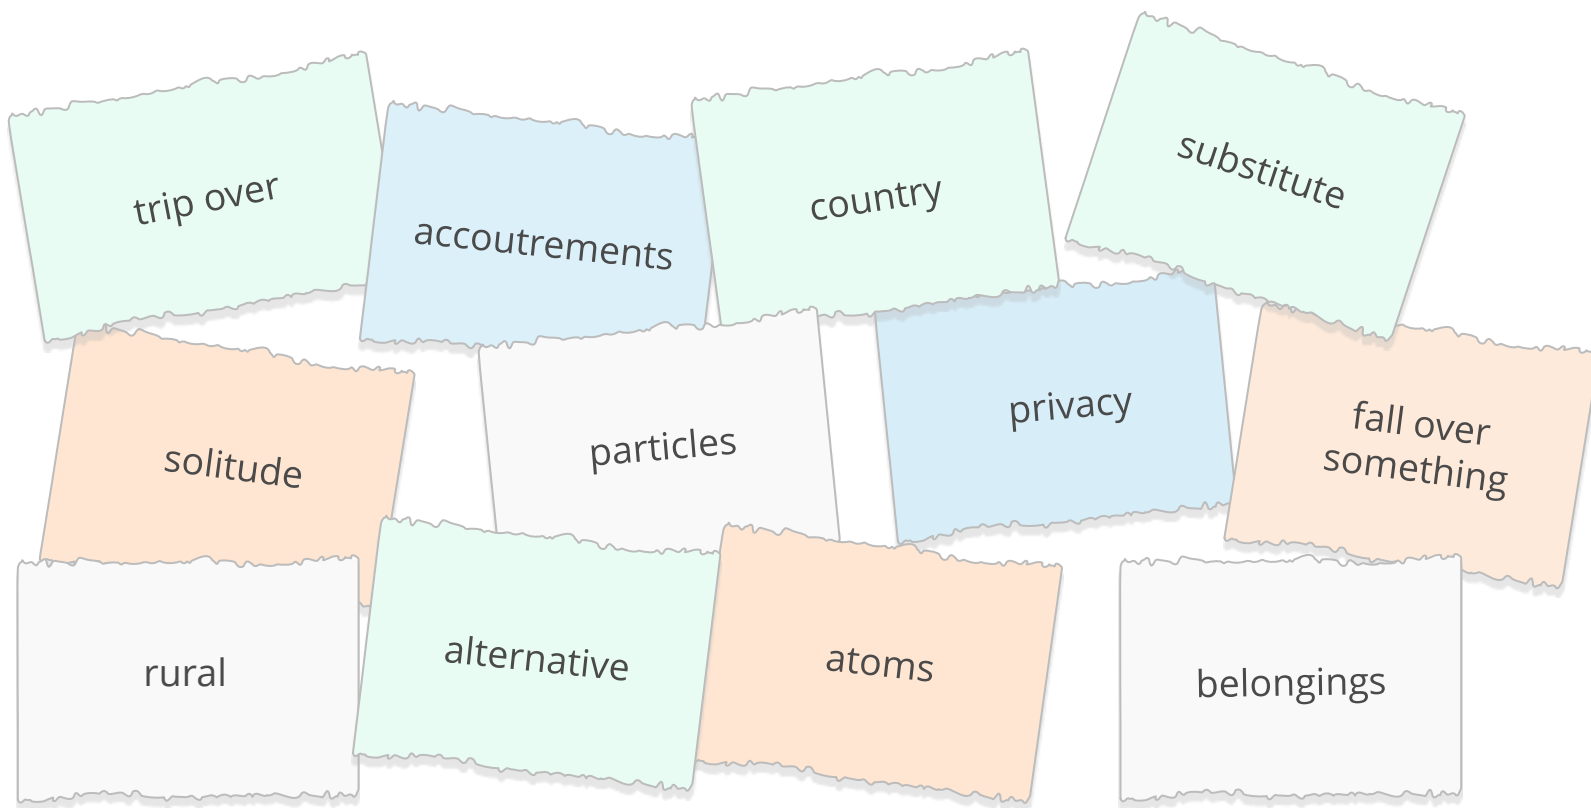 trip over
accoutrements
country
substitute
solitude
particles
privacy
fall over
something
rural
alternative
atoms
belongings